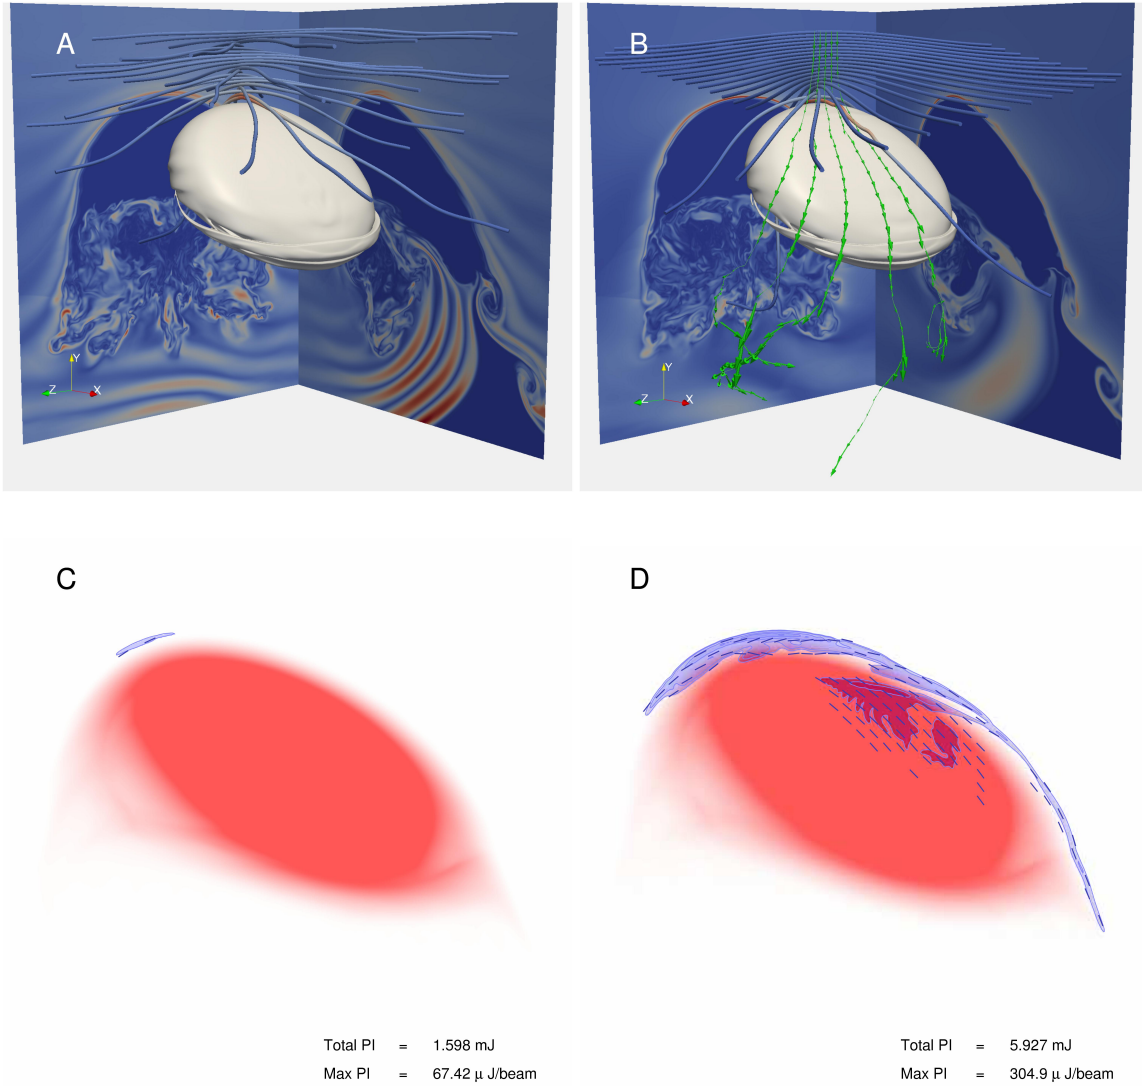 A
B
Y
Z
X
Y
Z
X
C
D
Total PI = 1.598 mJ
Max PI = 67.42 μ J/beam
Total PI = 5.927 mJ
Max PI = 304.9 μ J/beam